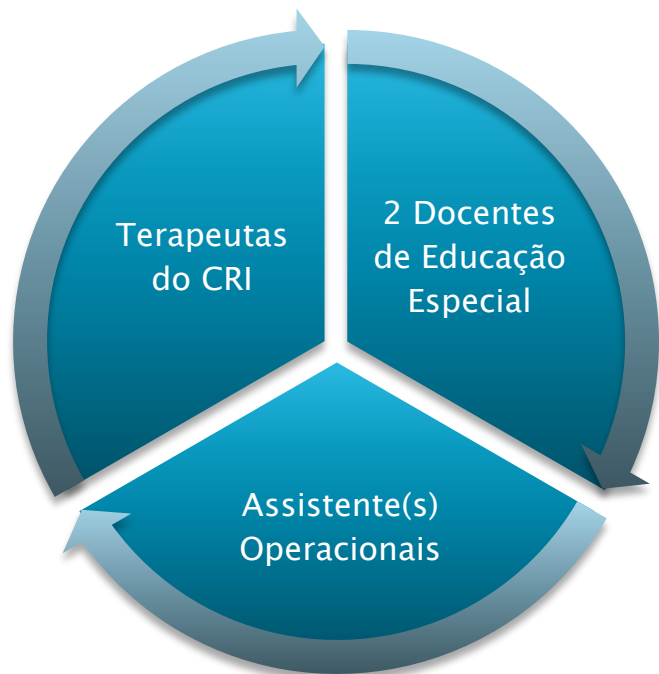 Terapeutas
do CRI
2 Docentes
de Educação
Especial
Assistente(s)
Operacionais